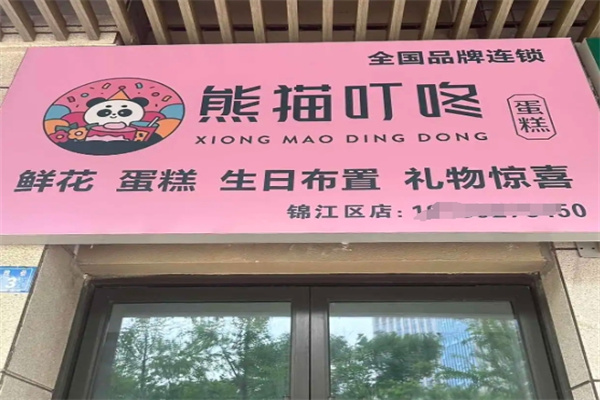 全国品牌连锁
熊猫叮咚 蛋糕
XIONG MAO DING DONG
鲜花 蛋糕 生日布置 礼物惊喜
锦江区店：
3